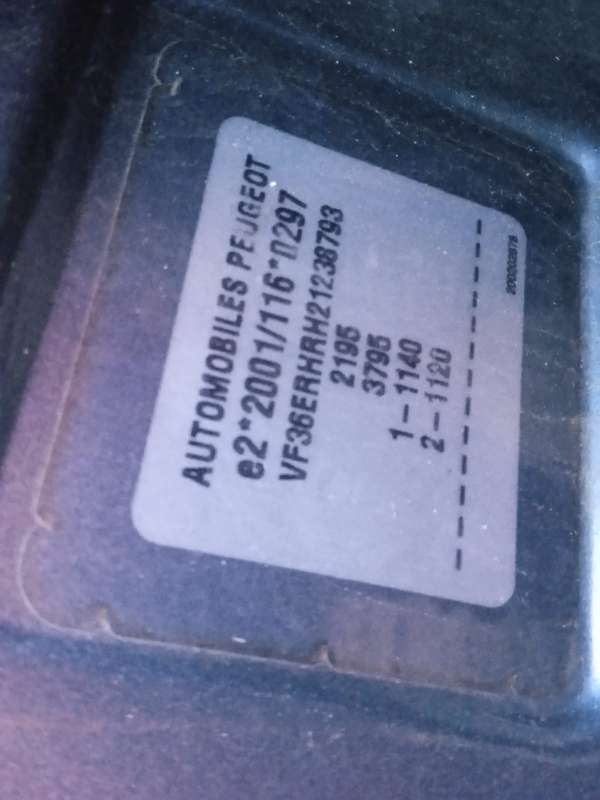 AUTOMOBILES PEUGEOT
e2*2001/116*0297
VF36ERHRH21238793
2195
3795
1-1140
2-1120